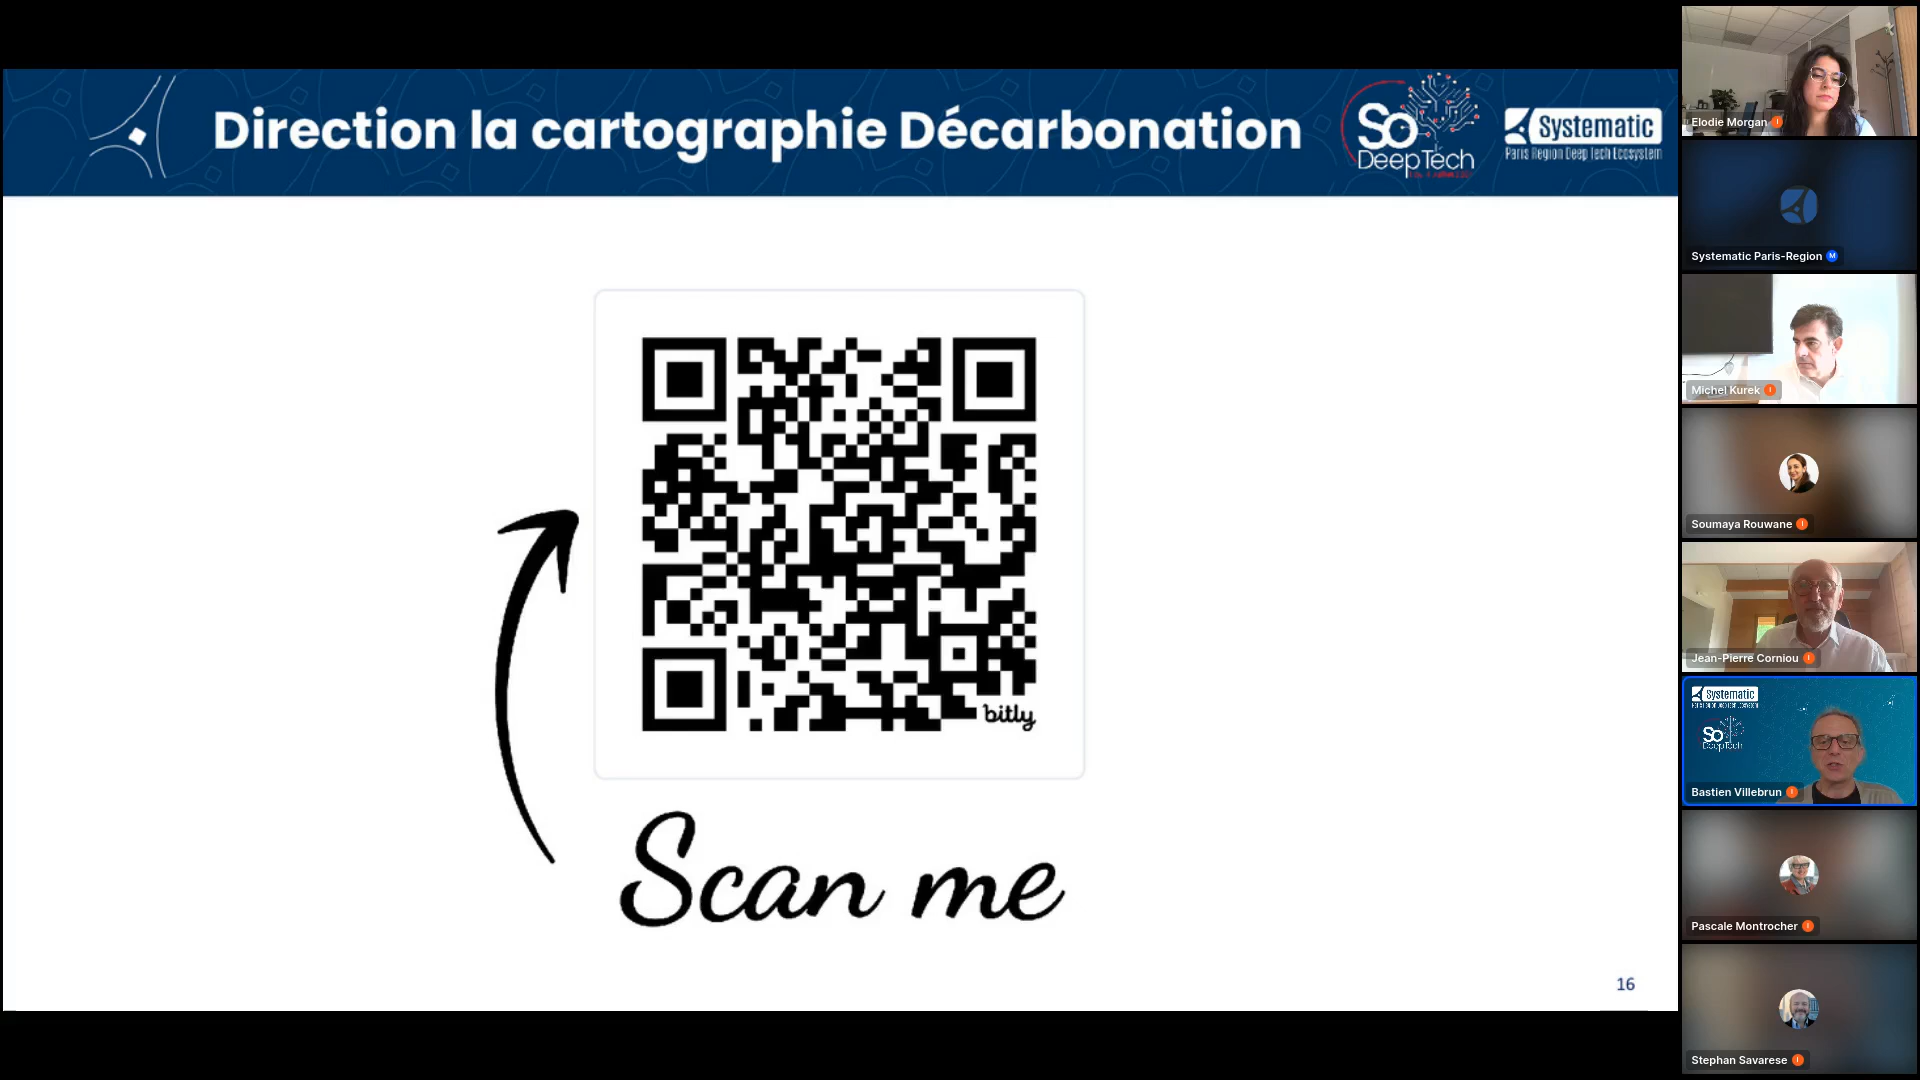 Direction la cartographie Décarbonation
So
DeepTech
Systematic
Paris Region Deep Tech Ecosystem
bitly
Scan me
16
Elodie Morgan
Systematic Paris-Region
M
Michel Kurek
Soumaya Rouwane
Jean-Pierre Corniou
Systematic
So
DeepTech
Bastien Villebrun
Pascale Montrocher
Stephan Savarese